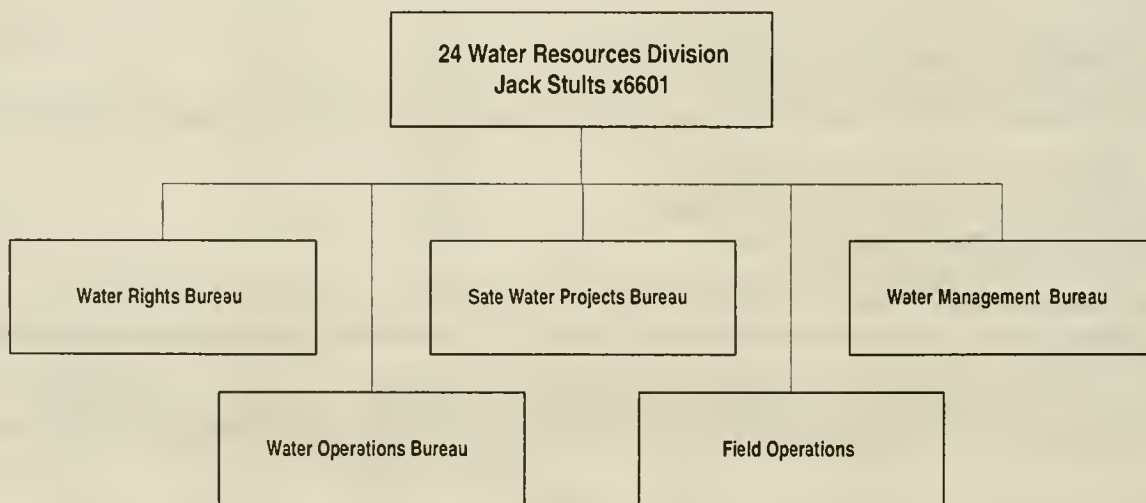 24 Water Resources Division
Jack Stults x6601
Water Rights Bureau
Sate Water Projects Bureau
Water Management Bureau
Water Operations Bureau
Field Operations